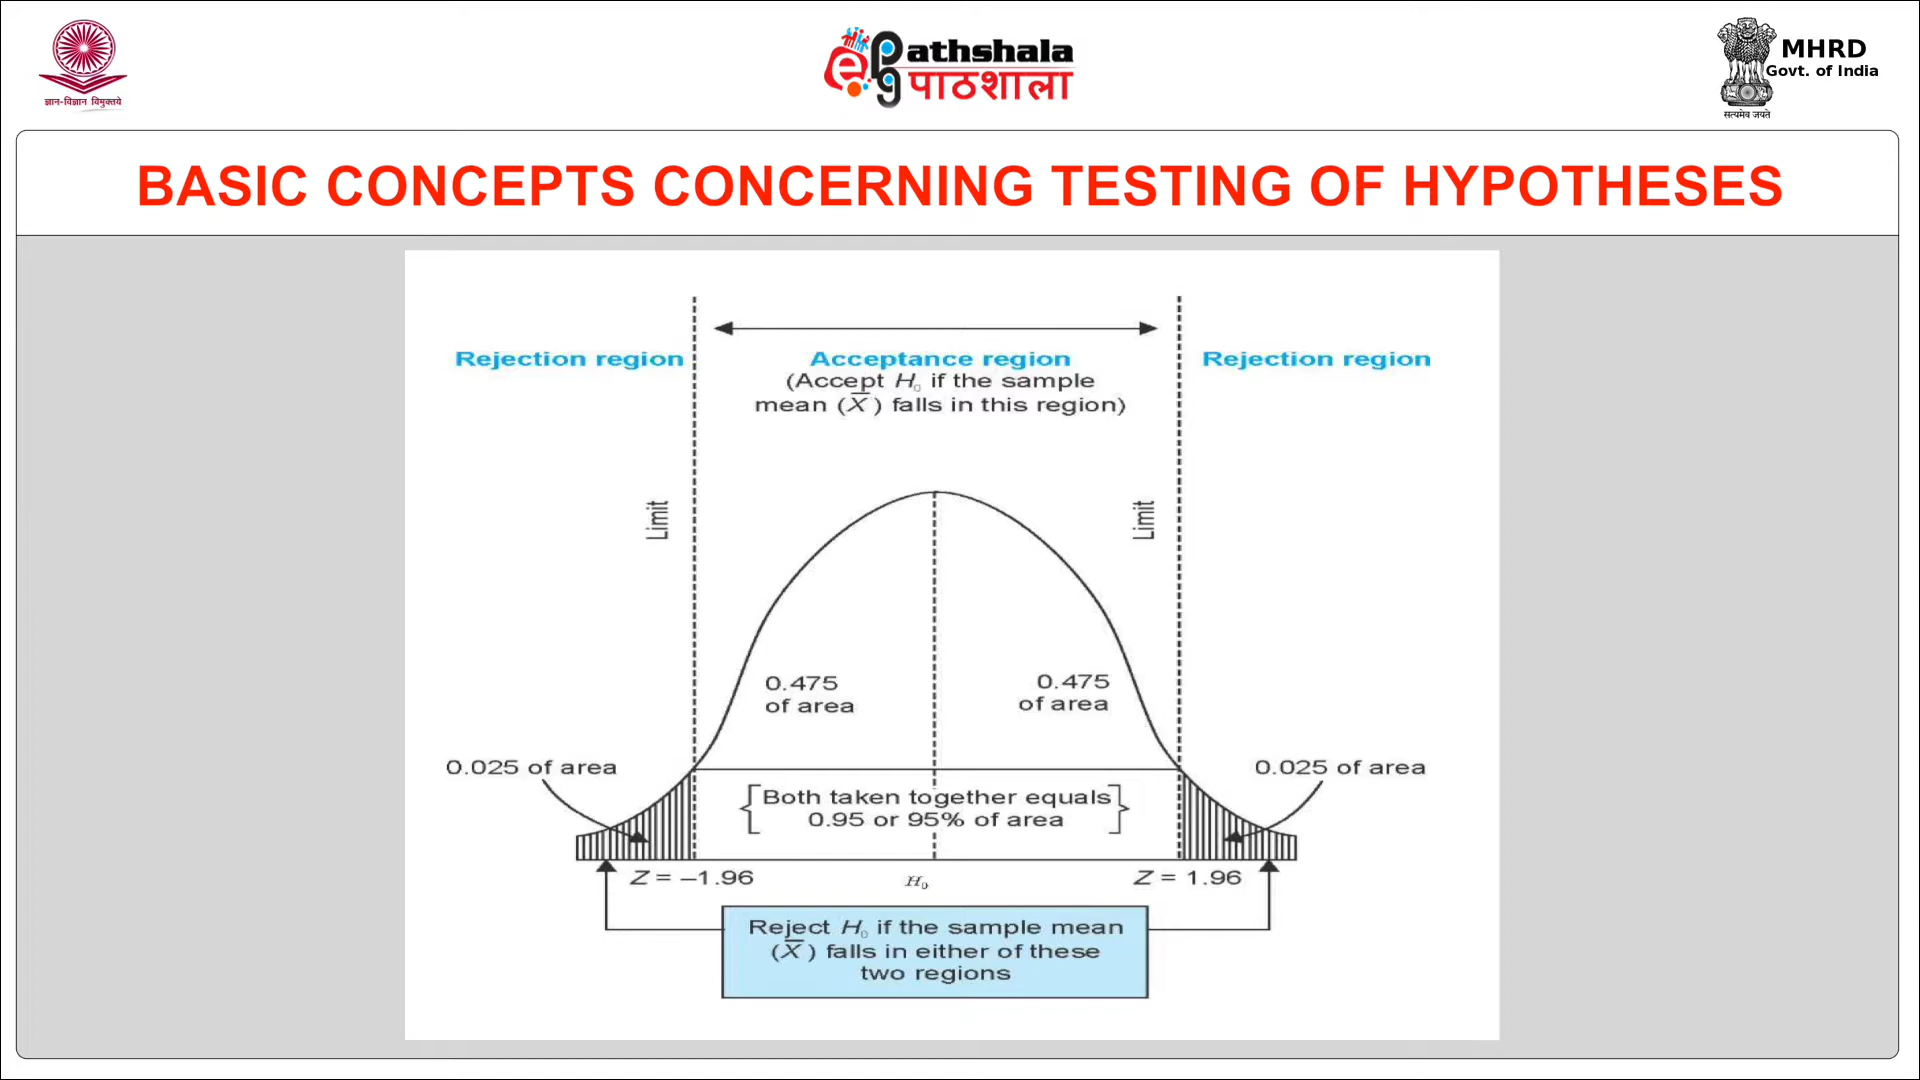 ज्ञान-विज्ञान विमुक्तये
e Pg Pathshala
पाठशाला
MHRD
Govt. of India
सत्यमेव जयते
BASIC CONCEPTS CONCERNING TESTING OF HYPOTHESES
Rejection region
Acceptance region
Rejection region
(Accept H₀ if the sample
mean (X̅) falls in this region)
Limit
Limit
0.475
of area
0.475
of area
0.025 of area
0.025 of area
Both taken together equals
0.95 or 95% of area
Z = –1.96
H₀
Z = 1.96
Reject H₀ if the sample mean
(X̅) falls in either of these
two regions